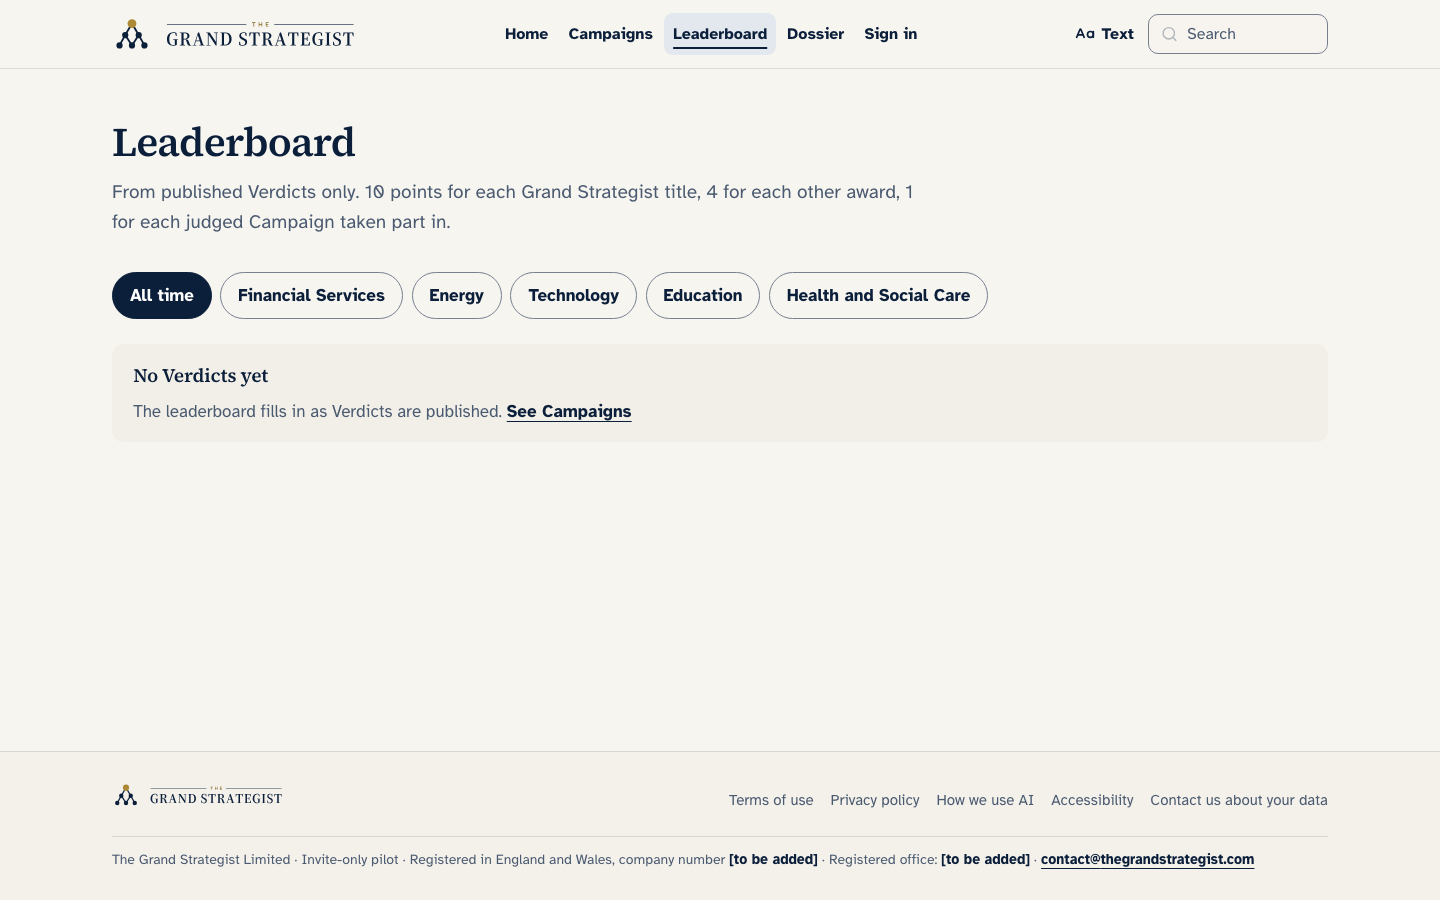 THE
GRAND STRATEGIST
Home Campaigns Leaderboard Dossier Sign in
Aa Text
Search
Leaderboard
From published Verdicts only. 10 points for each Grand Strategist title, 4 for each other award, 1
for each judged Campaign taken part in.
All time Financial Services Energy Technology Education Health and Social Care
No Verdicts yet
The leaderboard fills in as Verdicts are published. See Campaigns
THE
GRAND STRATEGIST
Terms of use Privacy policy How we use AI Accessibility Contact us about your data
The Grand Strategist Limited · Invite-only pilot · Registered in England and Wales, company number [to be added] · Registered office: [to be added] · contact@thegrandstrategist.com